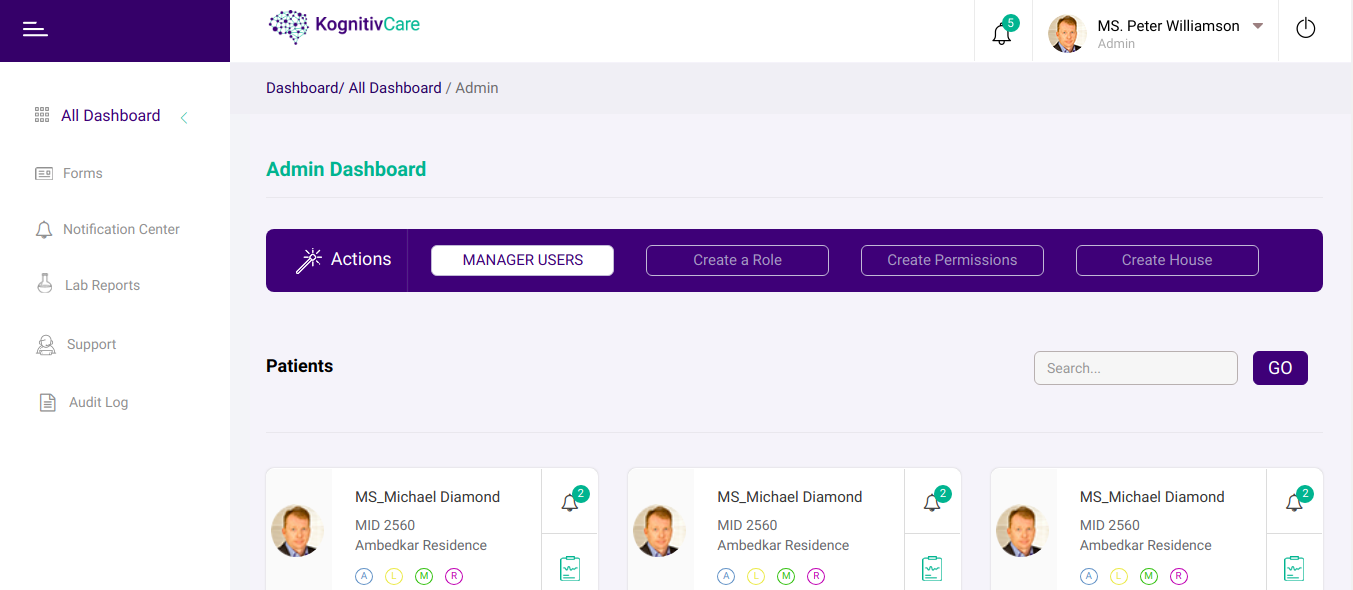 KognitivCare
5
MS. Peter Williamson
Admin
Dashboard/ All Dashboard / Admin
All Dashboard
Forms
Notification Center
Lab Reports
Support
Audit Log
Admin Dashboard
Actions
MANAGER USERS
Create a Role
Create Permissions
Create House
Patients
Search...
GO
MS_Michael Diamond
MID 2560
Ambedkar Residence
A L M R
2
MS_Michael Diamond
MID 2560
Ambedkar Residence
A L M R
2
MS_Michael Diamond
MID 2560
Ambedkar Residence
A L M R
2